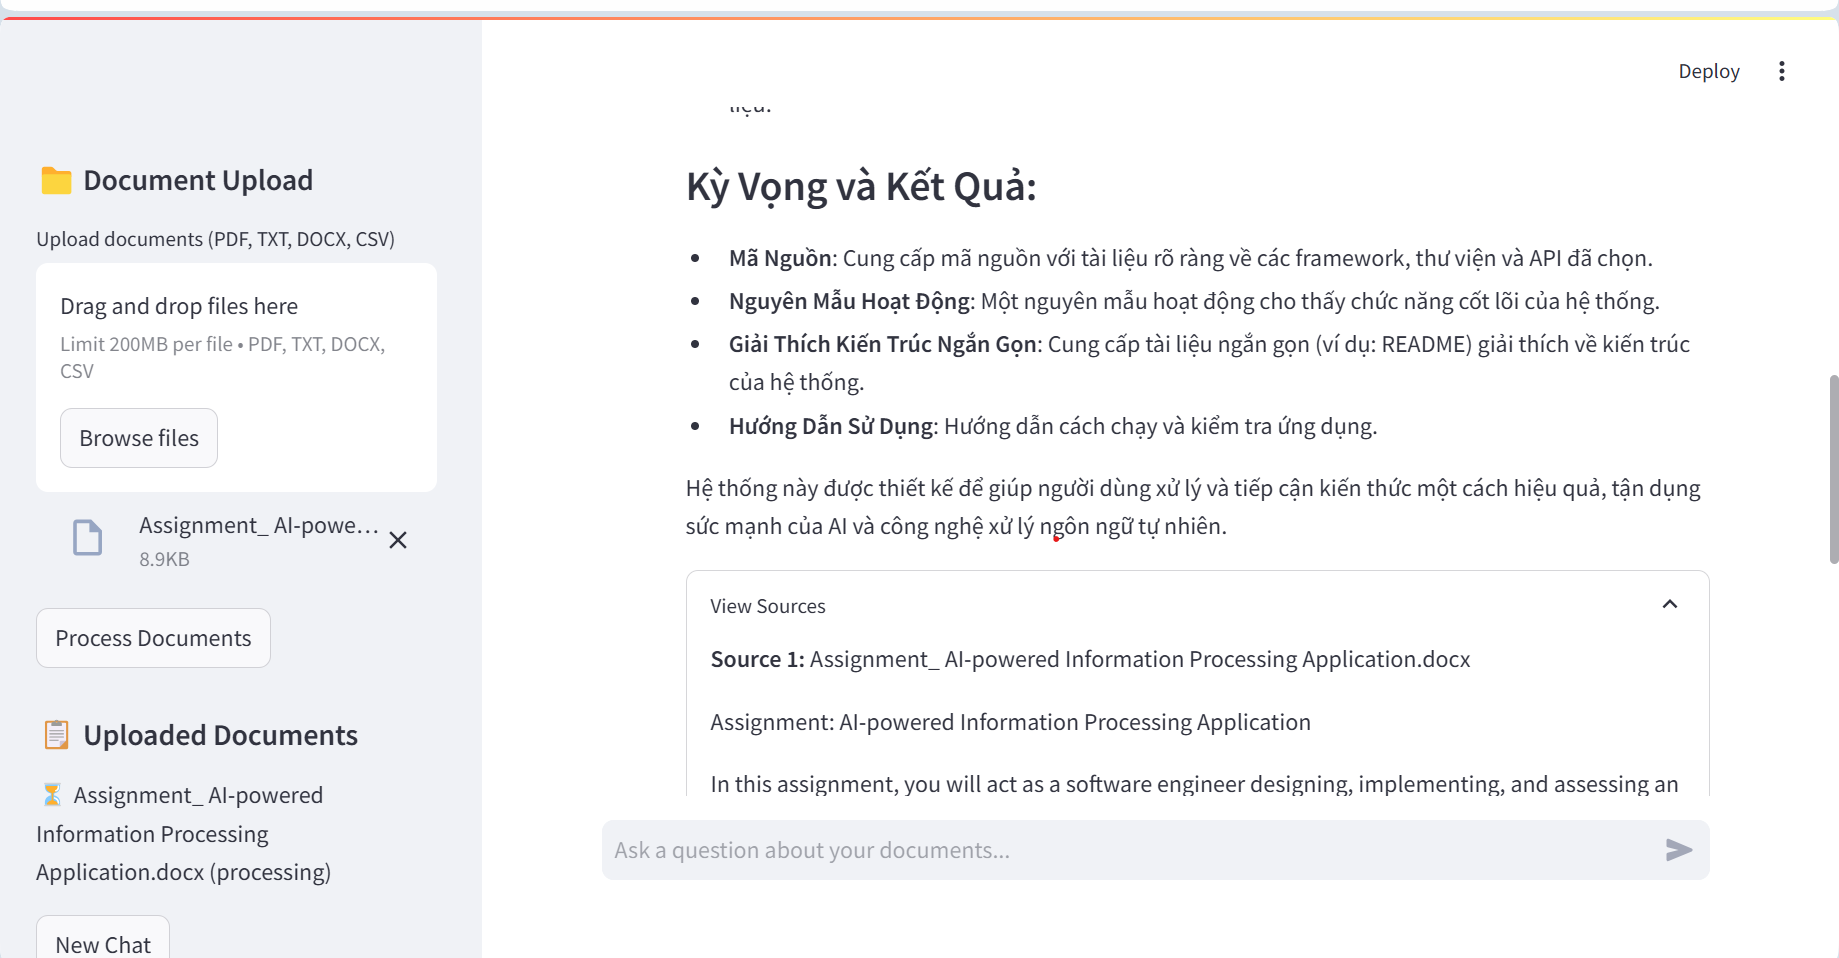 Deploy
Document Upload
Upload documents (PDF, TXT, DOCX, CSV)
Drag and drop files here
Limit 200MB per file • PDF, TXT, DOCX,
CSV
Browse files
Assignment_ AI-powe...
8.9KB
Process Documents
Uploaded Documents
Assignment_ AI-powered
Information Processing
Application.docx (processing)
New Chat
liệu.
Kỳ Vọng và Kết Quả:
• Mã Nguồn: Cung cấp mã nguồn với tài liệu rõ ràng về các framework, thư viện và API đã chọn.
• Nguyên Mẫu Hoạt Động: Một nguyên mẫu hoạt động cho thấy chức năng cốt lõi của hệ thống.
• Giải Thích Kiến Trúc Ngắn Gọn: Cung cấp tài liệu ngắn gọn (ví dụ: README) giải thích về kiến trúc
của hệ thống.
• Hướng Dẫn Sử Dụng: Hướng dẫn cách chạy và kiểm tra ứng dụng.
Hệ thống này được thiết kế để giúp người dùng xử lý và tiếp cận kiến thức một cách hiệu quả, tận dụng
sức mạnh của AI và công nghệ xử lý ngôn ngữ tự nhiên.
View Sources
Source 1: Assignment_ AI-powered Information Processing Application.docx
Assignment: AI-powered Information Processing Application
In this assignment, you will act as a software engineer designing, implementing, and assessing an
Ask a question about your documents...